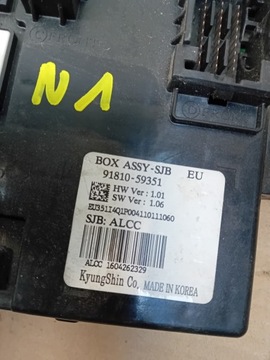 N1
BOX ASSY-SJB EU
91810-59351
HW Ver : 1.01
SW Ver : 1.06
SJB: ALCC
ALCC 1604262329
KyungShin Co. MADE IN KOREA